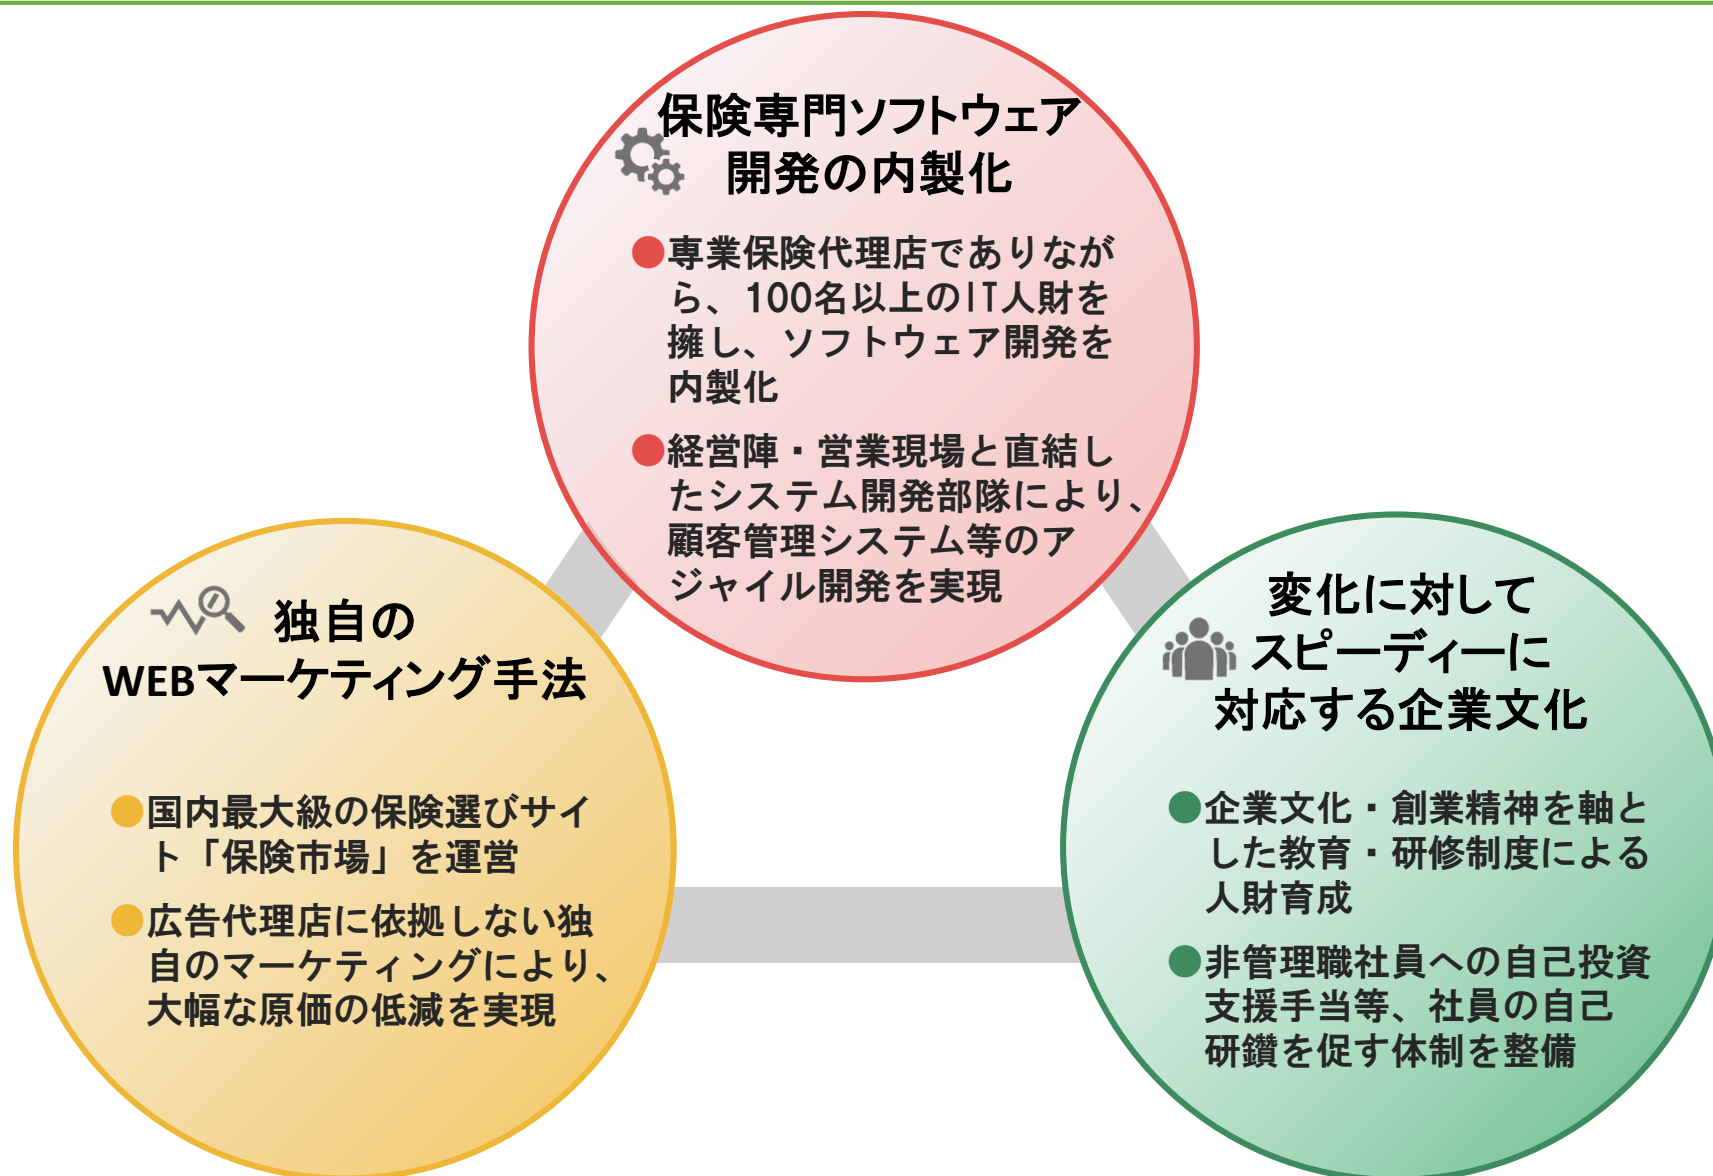 保険専門ソフトウェア
開発の内製化
●専業保険代理店でありなが
ら、100名以上のIT人財を
擁し、ソフトウェア開発を
内製化
●経営陣・営業現場と直結し
たシステム開発部隊により、
顧客管理システム等のア
ジャイル開発を実現
独自の
WEBマーケティング手法
●国内最大級の保険選びサイ
ト「保険市場」を運営
●広告代理店に依拠しない独
自のマーケティングにより、
大幅な原価の低減を実現
変化に対して
スピーディーに
対応する企業文化
●企業文化・創業精神を軸と
した教育・研修制度による
人財育成
●非管理職社員への自己投資
支援手当等、社員の自己
研鑽を促す体制を整備